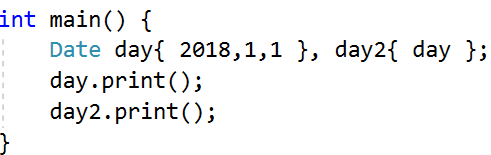 int main() {
    Date day{ 2018,1,1 }, day2{ day };
    day.print();
    day2.print();
}